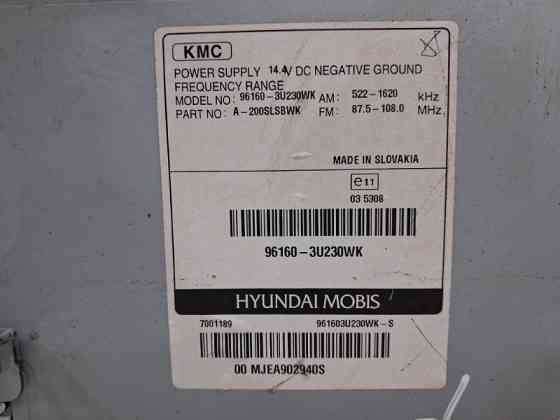 KMC
POWER SUPPLY 14.4V DC NEGATIVE GROUND
FREQUENCY RANGE
MODEL NO: 96160-3U230WK AM: 522-1620 kHz
PART NO: A-200SLSBWK FM: 87.5-108.0 MHz
MADE IN SLOVAKIA
e11
03 5308
96160-3U230WK
HYUNDAI MOBIS
7001189 961603U230WK-S
00 MJEA902940S